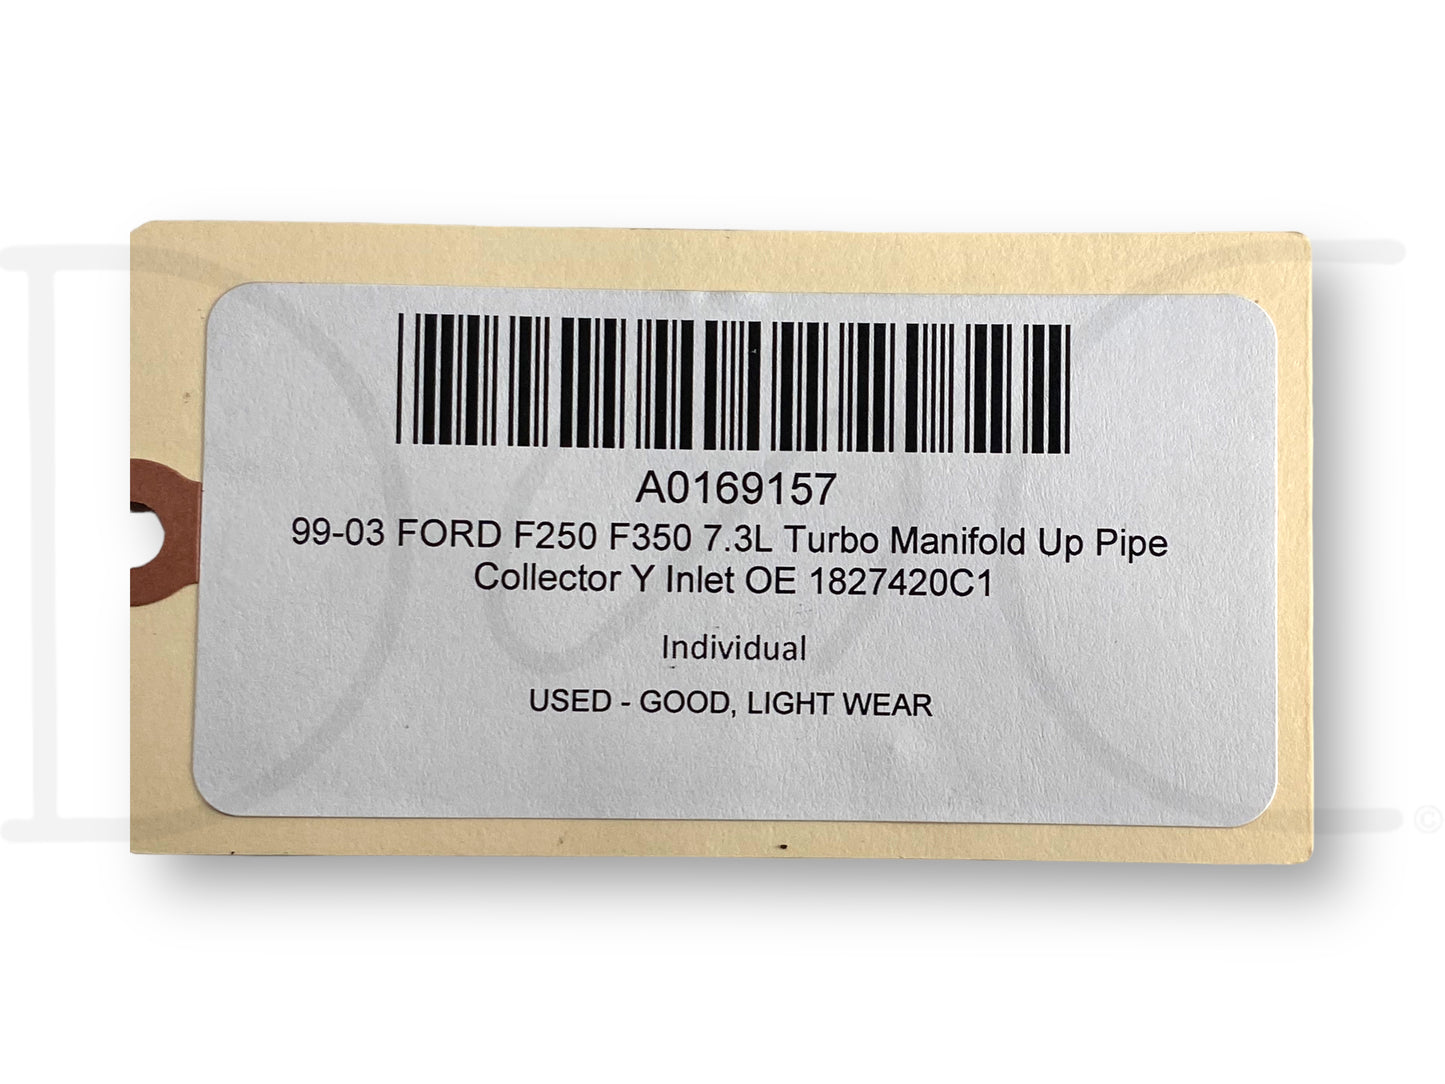 A0169157
99-03 FORD F250 F350 7.3L Turbo Manifold Up Pipe
Collector Y Inlet OE 1827420C1
Individual
USED - GOOD, LIGHT WEAR
©